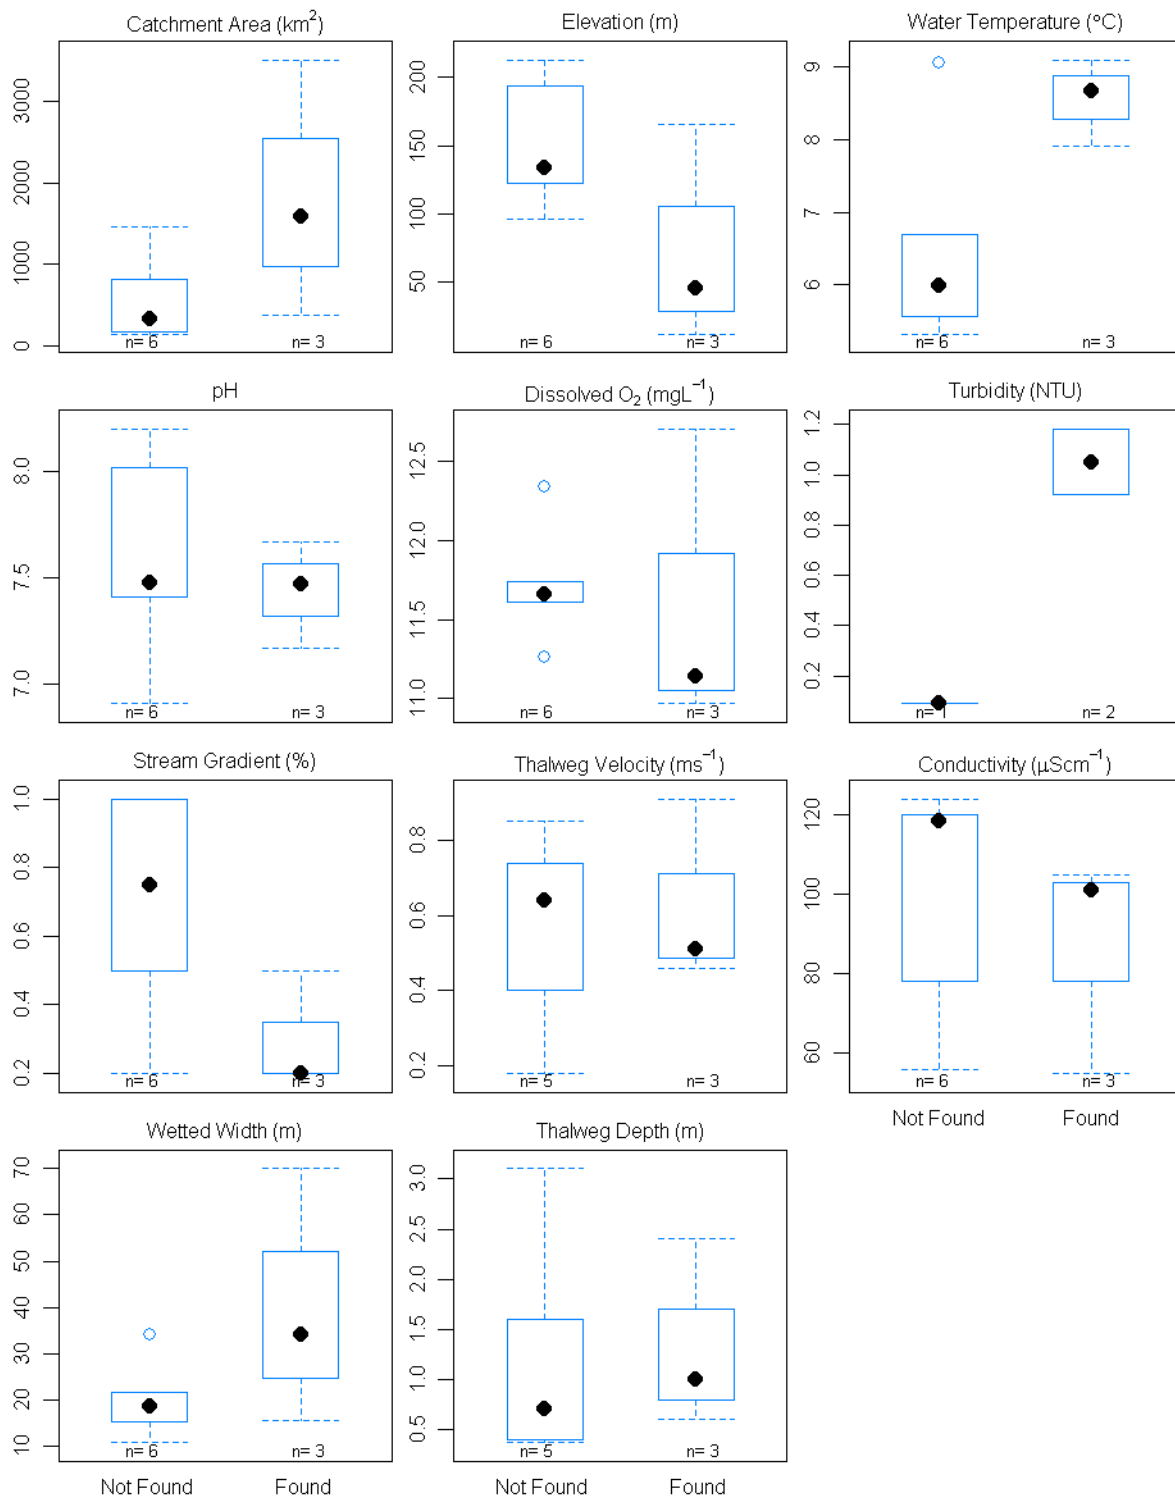 Catchment Area (km²)
3000
2000
1000
0
n= 6
n= 3
Elevation (m)
200
150
100
50
n= 6
n= 3
Water Temperature (°C)
9
8
7
6
n= 6
n= 3
pH
8.0
7.5
7.0
n= 6
n= 3
Dissolved O₂ (mgL⁻¹)
12.5
12.0
11.5
11.0
n= 6
n= 3
Turbidity (NTU)
1.2
1.0
0.8
0.6
0.4
0.2
n= 1
n= 2
Stream Gradient (%)
1.0
0.8
0.6
0.4
0.2
n= 6
n= 3
Thalweg Velocity (ms⁻¹)
0.8
0.6
0.4
0.2
n= 5
n= 3
Conductivity (µScm⁻¹)
120
100
80
60
n= 6
n= 3
Not Found
Found
Wetted Width (m)
70
60
50
40
30
20
10
n= 6
n= 3
Not Found
Found
Thalweg Depth (m)
3.0
2.5
2.0
1.5
1.0
0.5
n= 5
n= 3
Not Found
Found